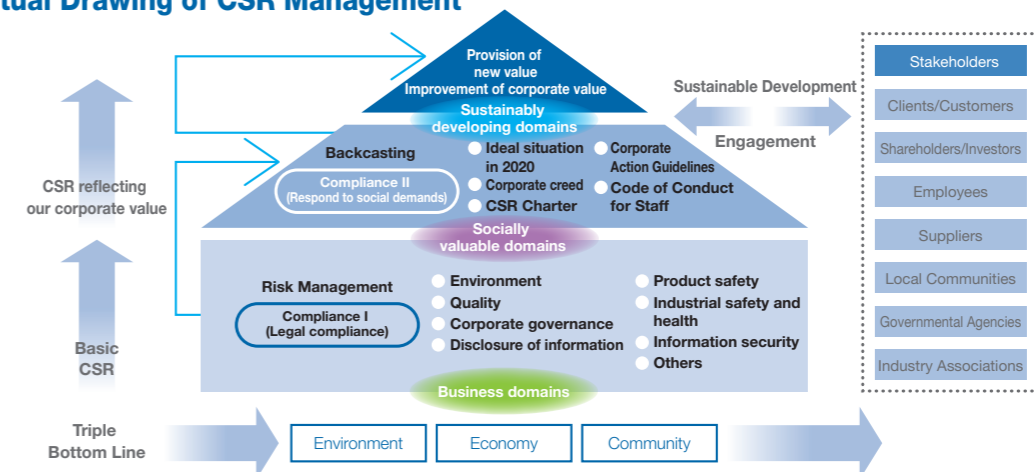 tual Drawing of CSR Management
Provision of
new value
Improvement of corporate value
Sustainably
developing domains
Backcasting
Compliance II
(Respond to social demands)
Ideal situation
in 2020
Corporate creed
CSR Charter
Corporate
Action Guidelines
Code of Conduct
for Staff
Socially
valuable domains
Risk Management
Compliance I
(Legal compliance)
Environment
Quality
Corporate governance
Disclosure of information
Product safety
Industrial safety and
health
Information security
Others
Business domains
CSR reflecting
our corporate value
Basic
CSR
Triple
Bottom Line
Environment
Economy
Community
Sustainable Development
Engagement
Stakeholders
Clients/Customers
Shareholders/Investors
Employees
Suppliers
Local Communities
Governmental Agencies
Industry Associations